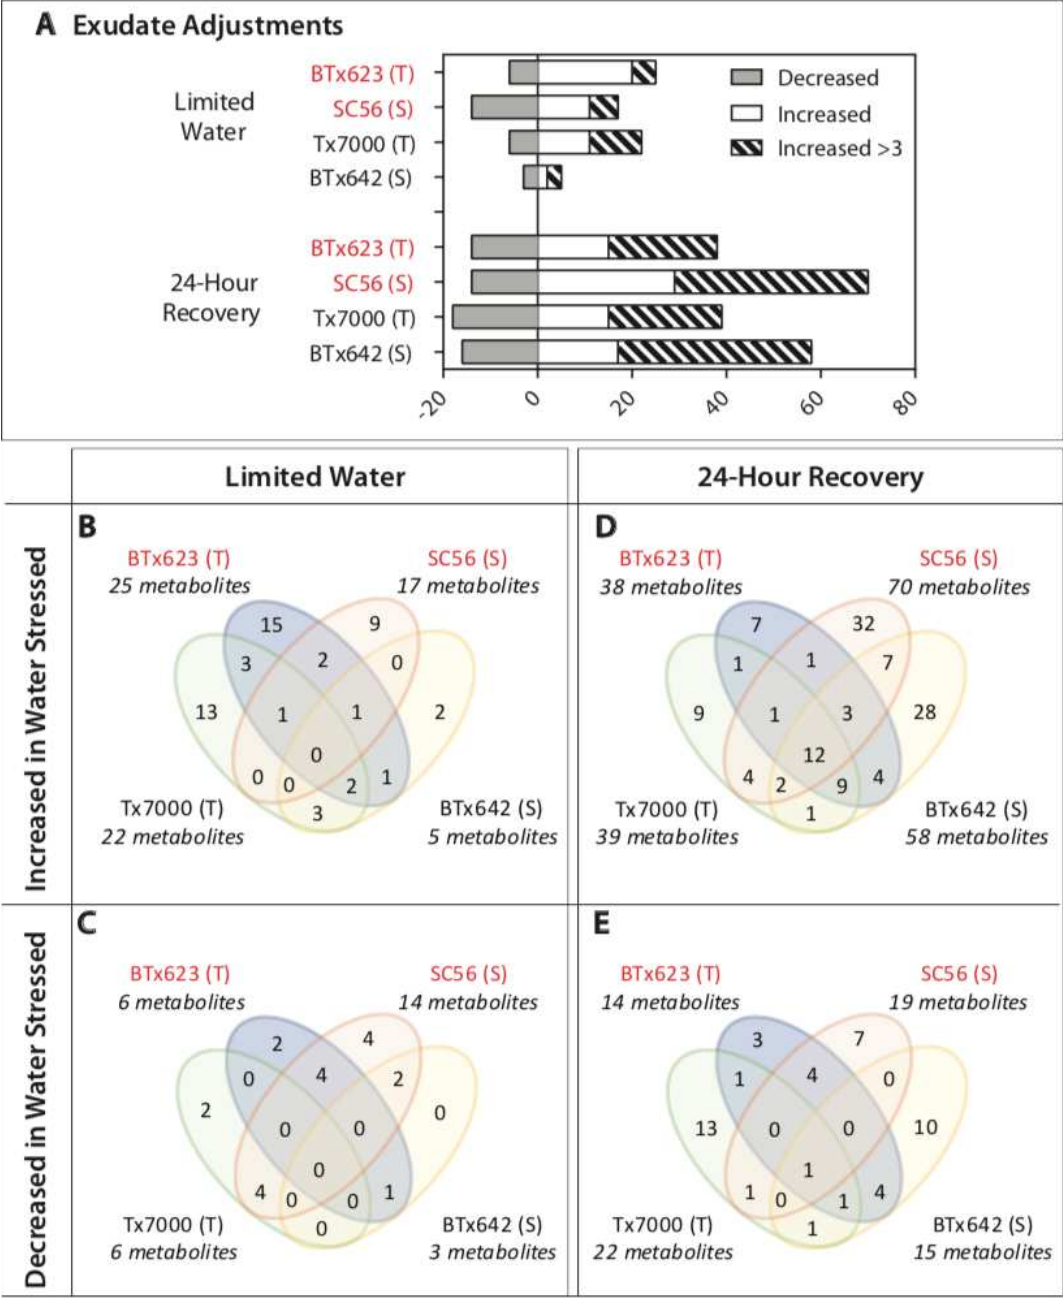 A Exudate Adjustments
Limited
Water
BTx623 (T)
SC56 (S)
Tx7000 (T)
BTx642 (S)
Decreased
Increased
Increased >3
24-Hour
Recovery
BTx623 (T)
SC56 (S)
Tx7000 (T)
BTx642 (S)
-20 0 20 40 60 80
Limited Water
24-Hour Recovery
Increased in Water Stressed
B
BTx623 (T) SC56 (S)
25 metabolites 17 metabolites
15 9
3 2 0
13 1 1 2
0
0 0 2 1
3
Tx7000 (T) BTx642 (S)
22 metabolites 5 metabolites
D
BTx623 (T) SC56 (S)
38 metabolites 70 metabolites
7 32
1 1 7
9 1 3 28
12
4 2 9 4
1
Tx7000 (T) BTx642 (S)
39 metabolites 58 metabolites
Decreased in Water Stressed
C
BTx623 (T) SC56 (S)
6 metabolites 14 metabolites
2 4
0 4 2
2 0 0 0
0
4 0 0 1
0
Tx7000 (T) BTx642 (S)
6 metabolites 3 metabolites
E
BTx623 (T) SC56 (S)
14 metabolites 19 metabolites
3 7
1 4 0
13 0 0 10
1
1 0 1 4
1
Tx7000 (T) BTx642 (S)
22 metabolites 15 metabolites